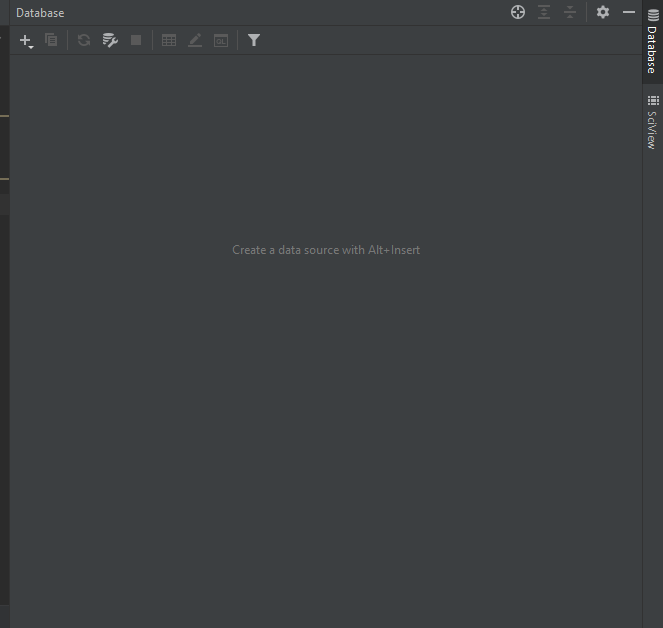 Database
Database
SciView
Create a data source with Alt+Insert